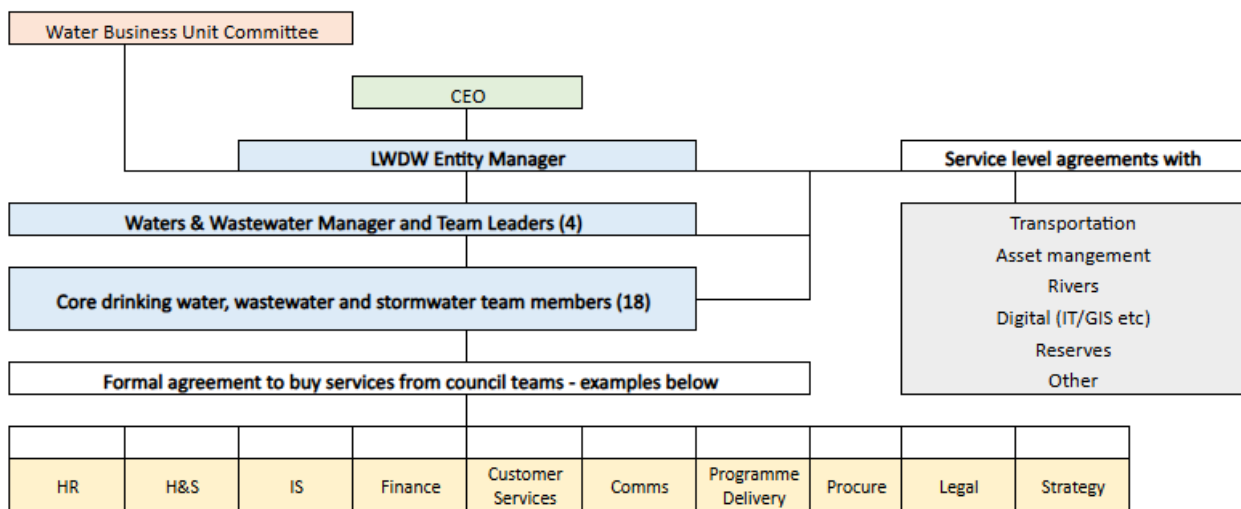 Water Business Unit Committee
CEO
LWDW Entity Manager
Service level agreements with
Waters & Wastewater Manager and Team Leaders (4)
Transportation
Asset mangement
Rivers
Digital (IT/GIS etc)
Reserves
Other
Core drinking water, wastewater and stormwater team members (18)
Formal agreement to buy services from council teams - examples below
HR
H&S
IS
Finance
Customer
Services
Comms
Programme
Delivery
Procure
Legal
Strategy